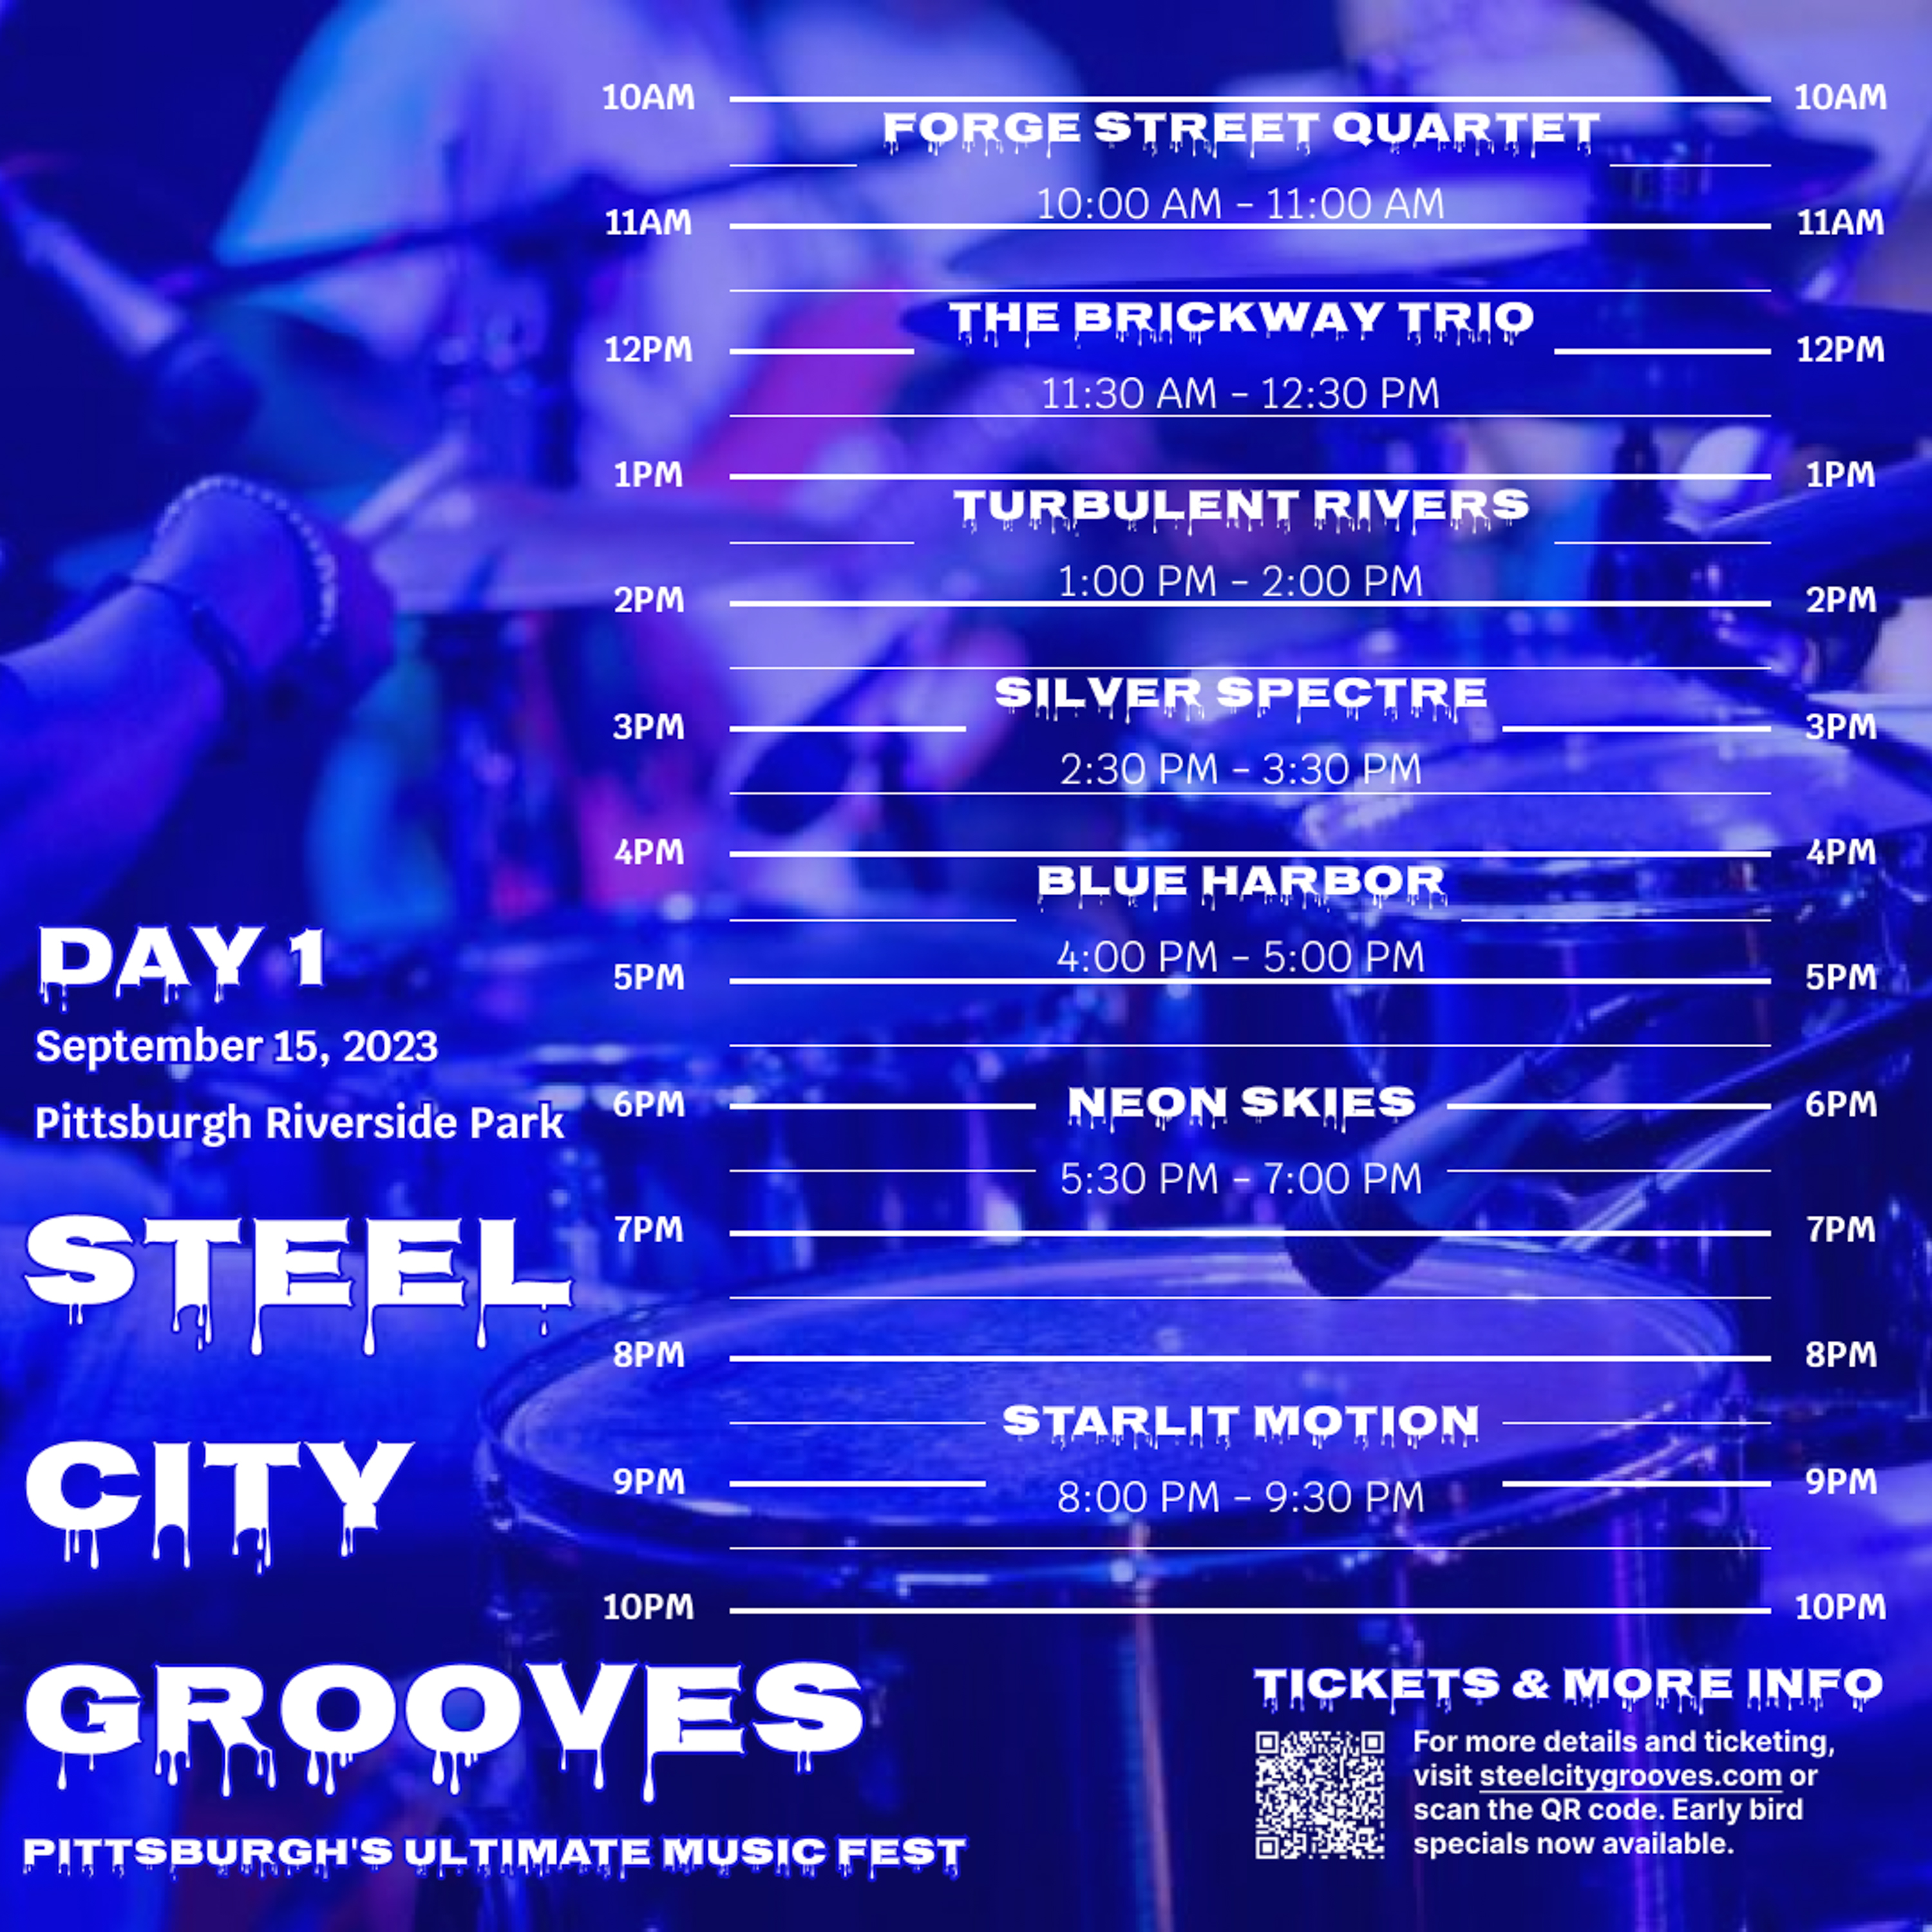 10AM
10AM
FORGE STREET QUARTET
10:00 AM – 11:00 AM
11AM
11AM
THE BRICKWAY TRIO
12PM
12PM
11:30 AM – 12:30 PM
1PM
1PM
TURBULENT RIVERS
1:00 PM – 2:00 PM
2PM
2PM
SILVER SPECTRE
3PM
3PM
2:30 PM – 3:30 PM
4PM
4PM
BLUE HARBOR
4:00 PM – 5:00 PM
5PM
5PM
6PM
NEON SKIES
6PM
5:30 PM – 7:00 PM
7PM
7PM
8PM
8PM
STARLIT MOTION
9PM
9PM
8:00 PM – 9:30 PM
10PM
10PM
DAY 1
September 15, 2023
Pittsburgh Riverside Park
STEEL
CITY
GROOVES
PITTSBURGH'S ULTIMATE MUSIC FEST
TICKETS & MORE INFO
For more details and ticketing,
visit steelcitygrooves.com or
scan the QR code. Early bird
specials now available.